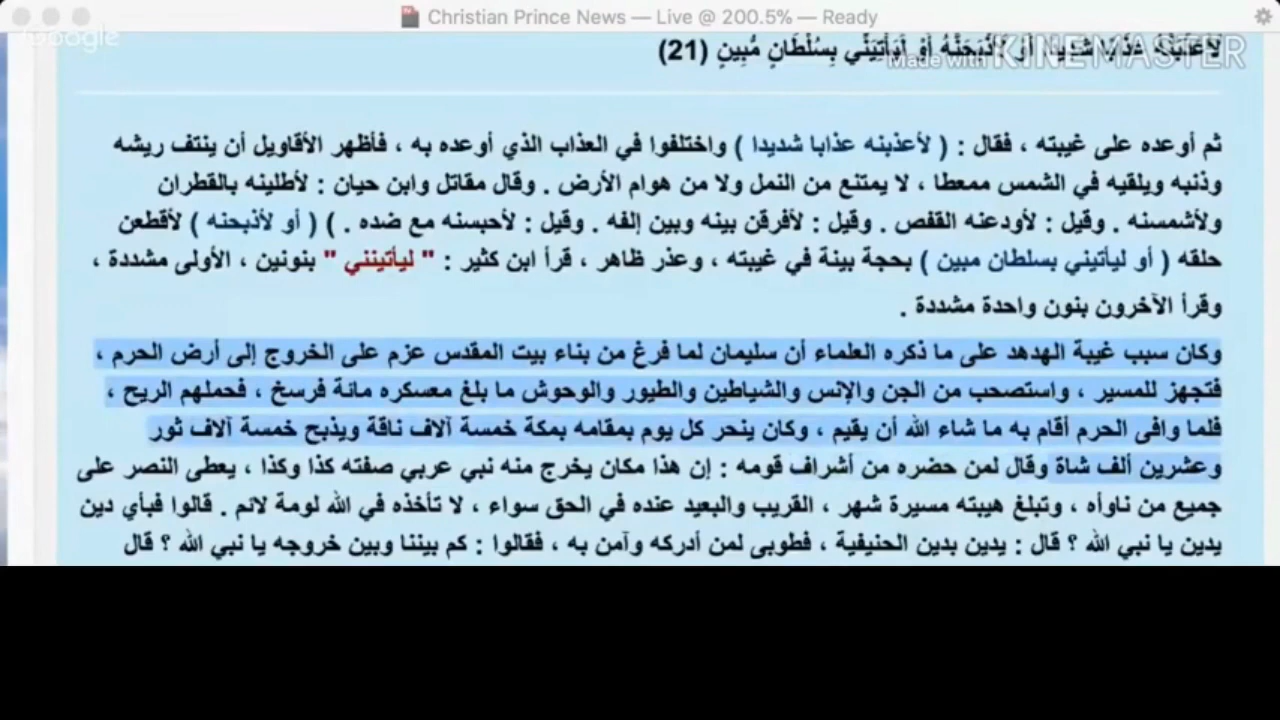 Christian Prince News — Live @ 200.5% — Ready
Google
Made with KINEMASTER
لَأُعَذِّبَنَّهُ عَذَابًا شَدِيدًا أَوْ لَأَذْبَحَنَّهُ أَوْ لَيَأْتِيَنِّي بِسُلْطَانٍ مُّبِينٍ (21)
ثم أوعده على غيبته ، فقال : ( لأعذبنه عذابا شديدا ) واختلفوا في العذاب الذي أوعده به ، فأظهر الأقاويل أن ينتف ريشه
وذنبه ويلقيه في الشمس ممعطا ، لا يمتنع من النمل ولا من هوام الأرض . وقال مقاتل وابن حيان : لأطلينه بالقطران
ولأشمسنه . وقيل : لأودعنه القفص . وقيل : لأفرقن بينه وبين إلفه . وقيل : لأحبسنه مع ضده . ) ( أو لأذبحنه ) لأقطعن
حلقه ( أو ليأتيني بسلطان مبين ) بحجة بينة في غيبته ، وعذر ظاهر ، قرأ ابن كثير : " ليأتينني " بنونين ، الأولى مشددة ،
وقرأ الآخرون بنون واحدة مشددة .
وكان سبب غيبة الهدهد على ما ذكره العلماء أن سليمان لما فرغ من بناء بيت المقدس عزم على الخروج إلى أرض الحرم ،
فتجهز للمسير ، واستصحب من الجن والإنس والشياطين والطيور والوحوش ما بلغ معسكره مائة فرسخ ، فحملهم الريح ،
فلما وافى الحرم أقام به ما شاء الله أن يقيم ، وكان ينحر كل يوم بمقامه بمكة خمسة آلاف ناقة ويذبح خمسة آلاف ثور
وعشرين ألف شاة وقال لمن حضره من أشراف قومه : إن هذا مكان يخرج منه نبي عربي صفته كذا وكذا ، يعطى النصر على
جميع من ناوأه ، وتبلغ هيبته مسيرة شهر ، القريب والبعيد عنده في الحق سواء ، لا تأخذه في الله لومة لائم . قالوا فبأي دين
يدين يا نبي الله ؟ قال : يدين بدين الحنيفية ، فطوبى لمن أدركه وآمن به ، فقالوا : كم بيننا وبين خروجه يا نبي الله ؟ قال